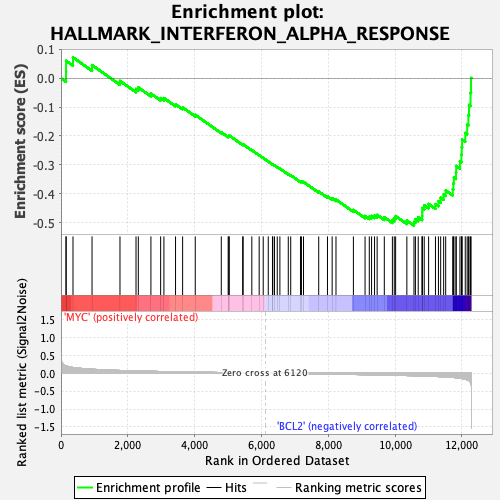 Enrichment plot:
HALLMARK_INTERFERON_ALPHA_RESPONSE
Enrichment score (ES)
0.1
0.0
-0.1
-0.2
-0.3
-0.4
-0.5
'MYC' (positively correlated)
Ranked list metric (Signal2Noise)
1.5
1.0
0.5
0.0
-0.5
-1.0
-1.5
Zero cross at 6120
'BCL2' (negatively correlated)
0
2,000
4,000
6,000
8,000
10,000
12,000
Rank in Ordered Dataset
Enrichment profile
Hits
Ranking metric scores